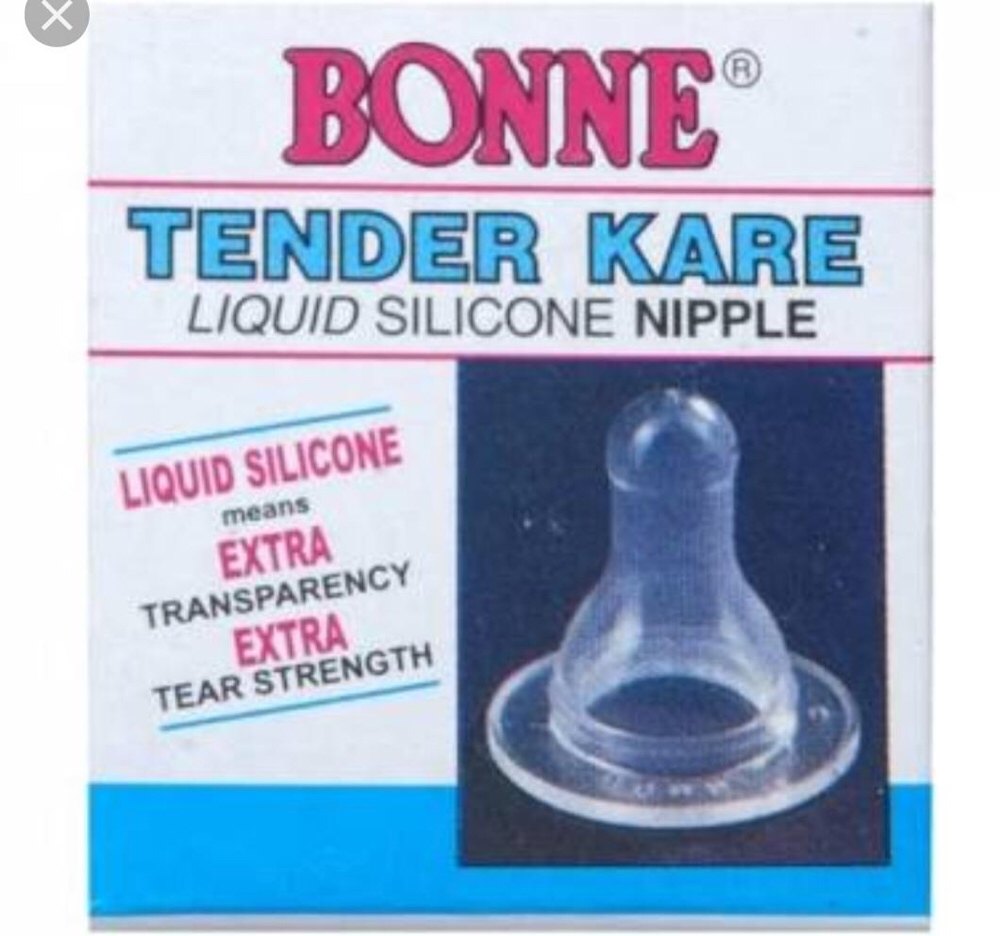 BONNE®
TENDER KARE
LIQUID SILICONE NIPPLE
LIQUID SILICONE
means
EXTRA
TRANSPARENCY
EXTRA
TEAR STRENGTH